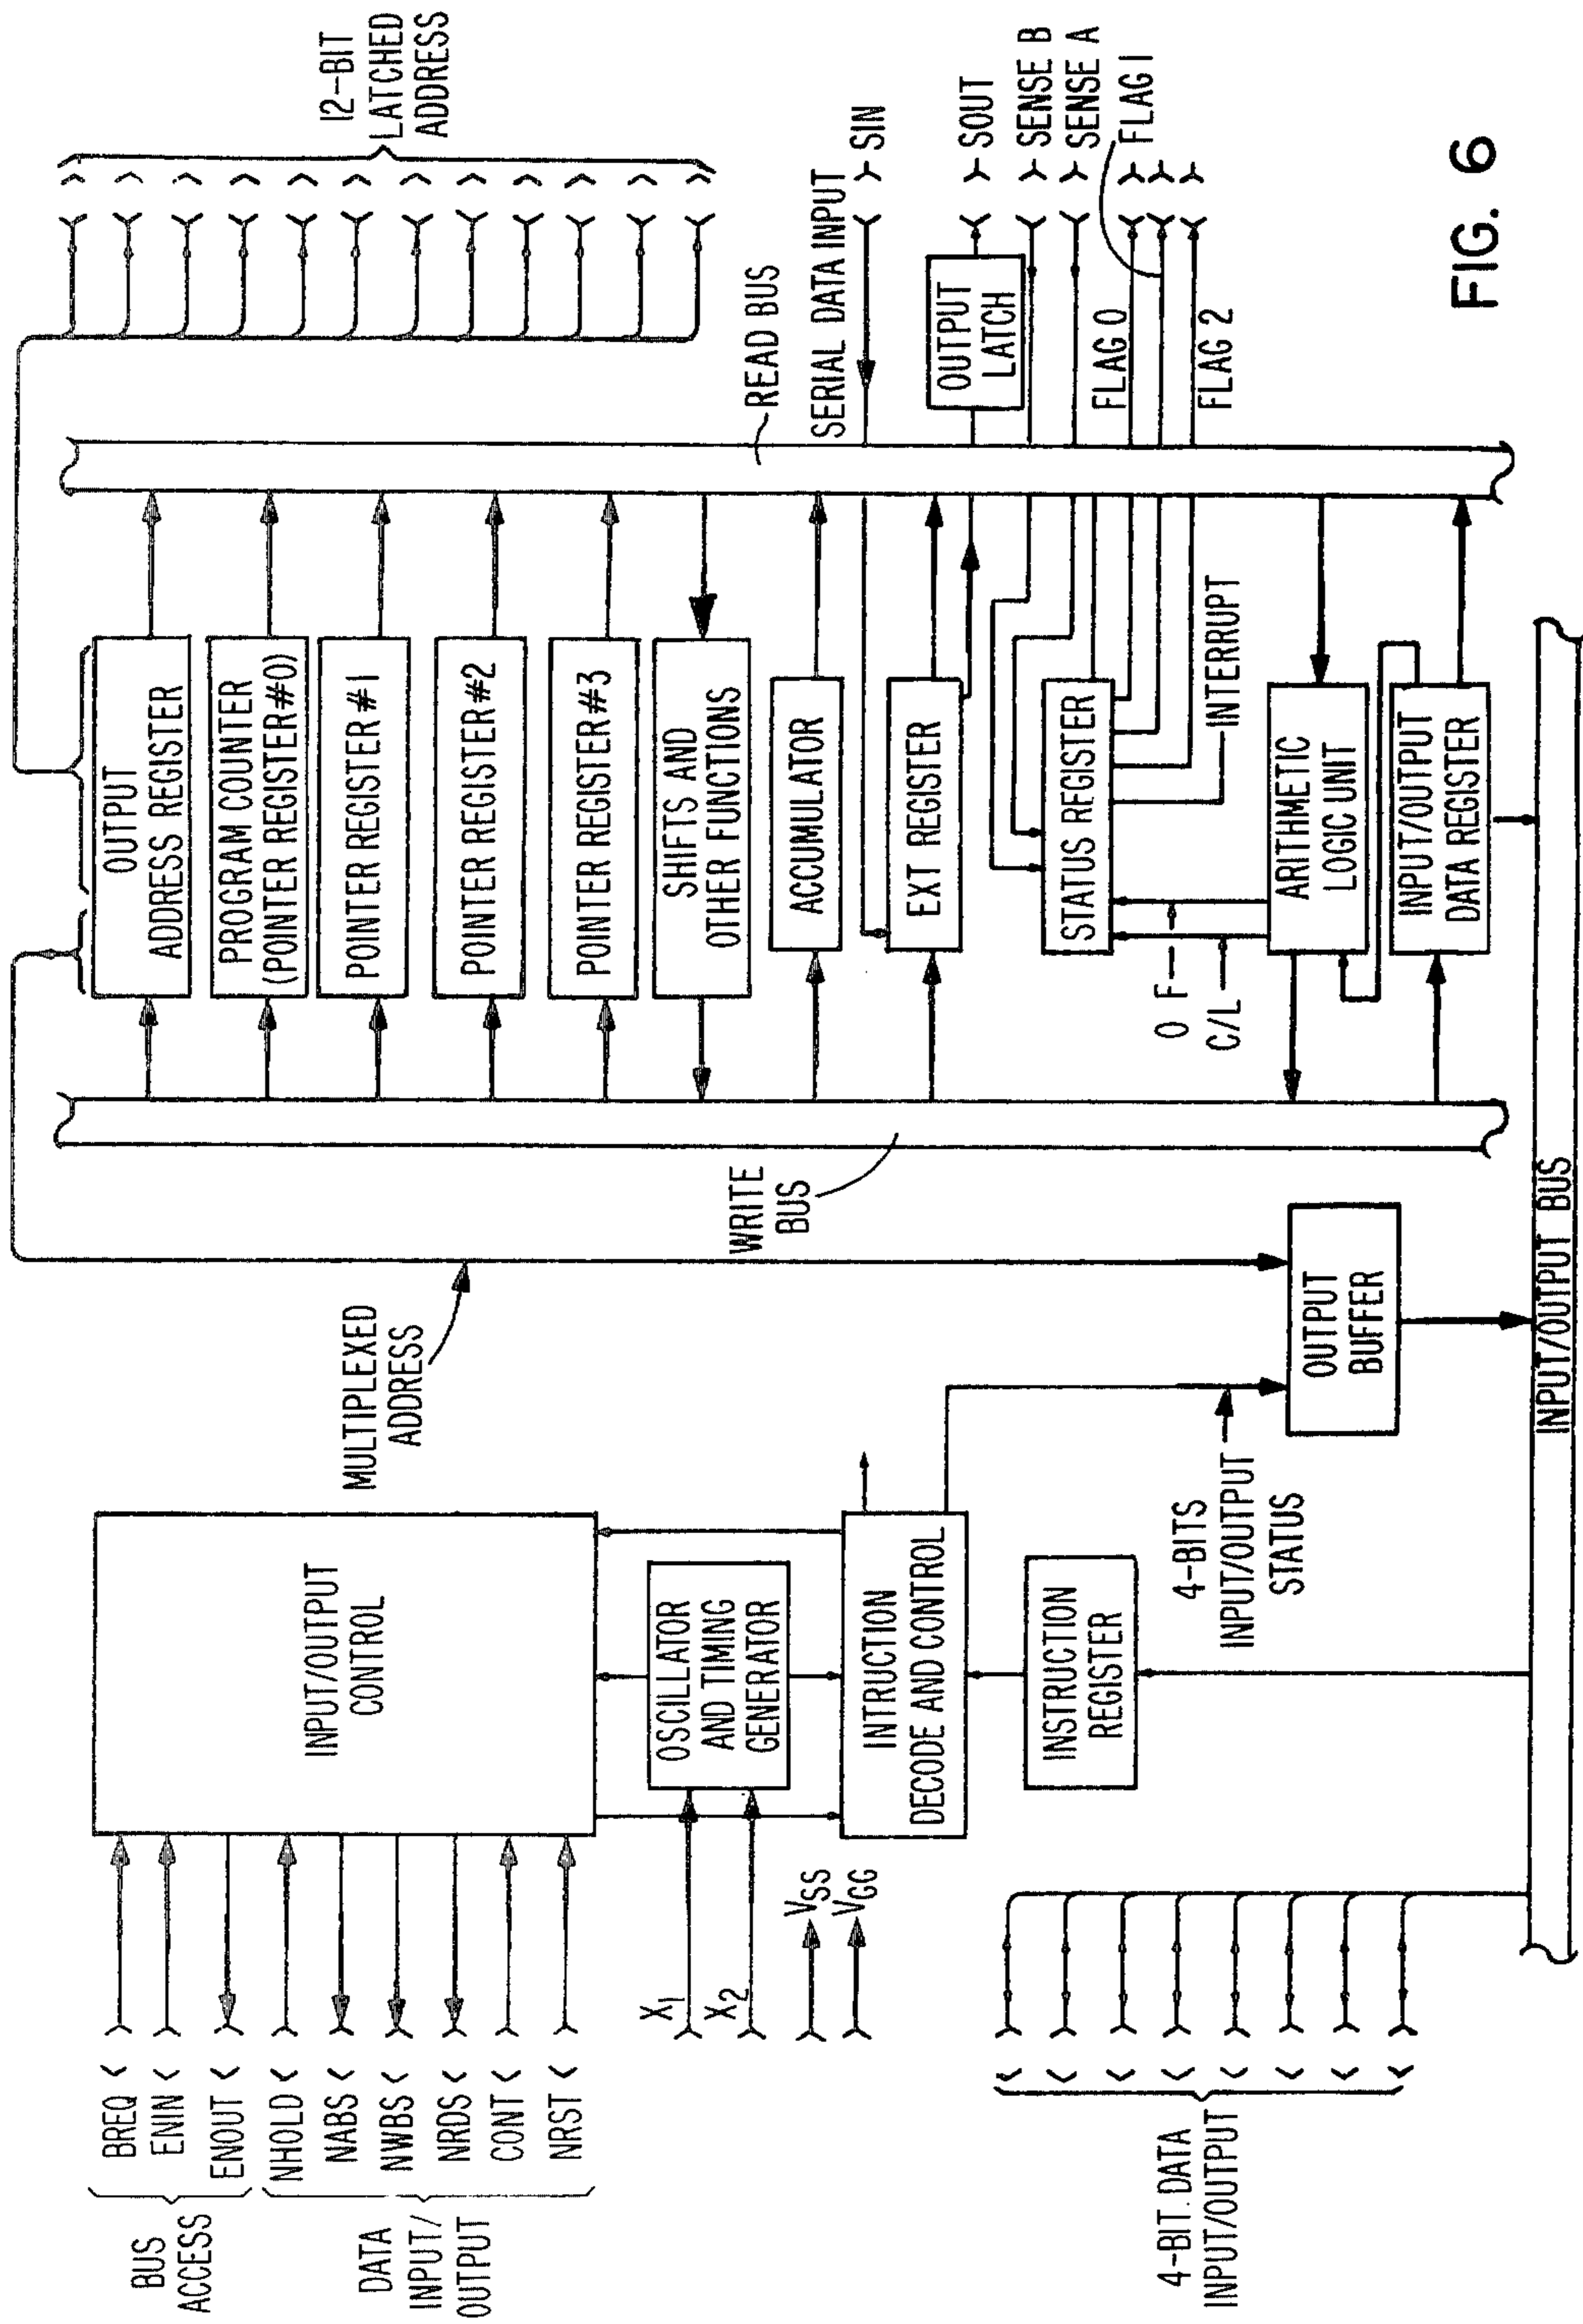 BUS
ACCESS
BREQ
ENIN
ENOUT
DATA
INPUT/
OUTPUT
NHOLD
NABS
NWBS
NRDS
CONT
NRST
X1
X2
VSS
VGG
4-BIT. DATA
INPUT/OUTPUT
INPUT/OUTPUT
CONTROL
OSCILLATOR
AND TIMING
GENERATOR
INTRUCTION
DECODE AND CONTROL
INSTRUCTION
REGISTER
MULTIPLEXED
ADDRESS
4-BITS
INPUT/OUTPUT
STATUS
OUTPUT
BUFFER
INPUT/OUTPUT BUS
WRITE
BUS
OUTPUT
ADDRESS REGISTER
PROGRAM COUNTER
(POINTER REGISTER#0)
POINTER REGISTER #1
POINTER REGISTER #2
POINTER REGISTER #3
SHIFTS AND
OTHER FUNCTIONS
ACCUMULATOR
EXT REGISTER
STATUS REGISTER
O F
C/L
INTERRUPT
ARITHMETIC
LOGIC UNIT
INPUT/OUTPUT
DATA REGISTER
READ BUS
12-BIT
LATCHED
ADDRESS
SERIAL DATA INPUT
SIN
OUTPUT
LATCH
SOUT
SENSE B
SENSE A
FLAG 0
FLAG 1
FLAG 2
FIG. 6